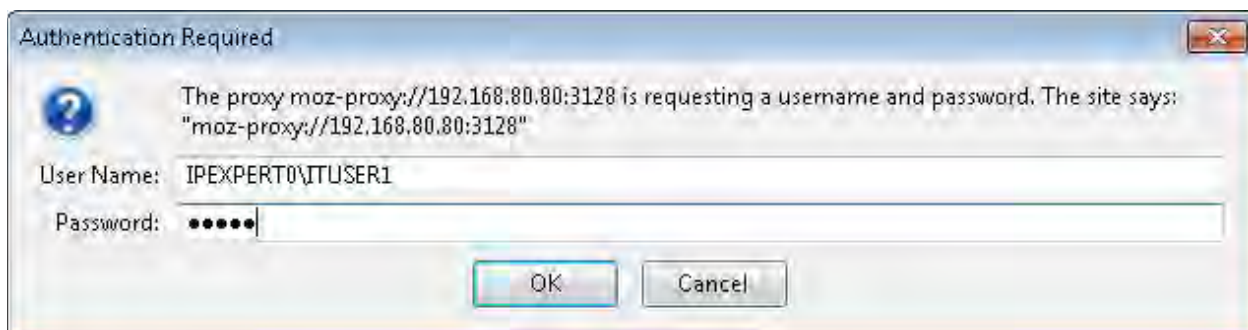 Authentication Required
The proxy moz-proxy://192.168.80.80:3128 is requesting a username and password. The site says:
"moz-proxy://192.168.80.80:3128"
User Name: IPEXPERT0\ITUSER1
Password: •••••
OK Cancel